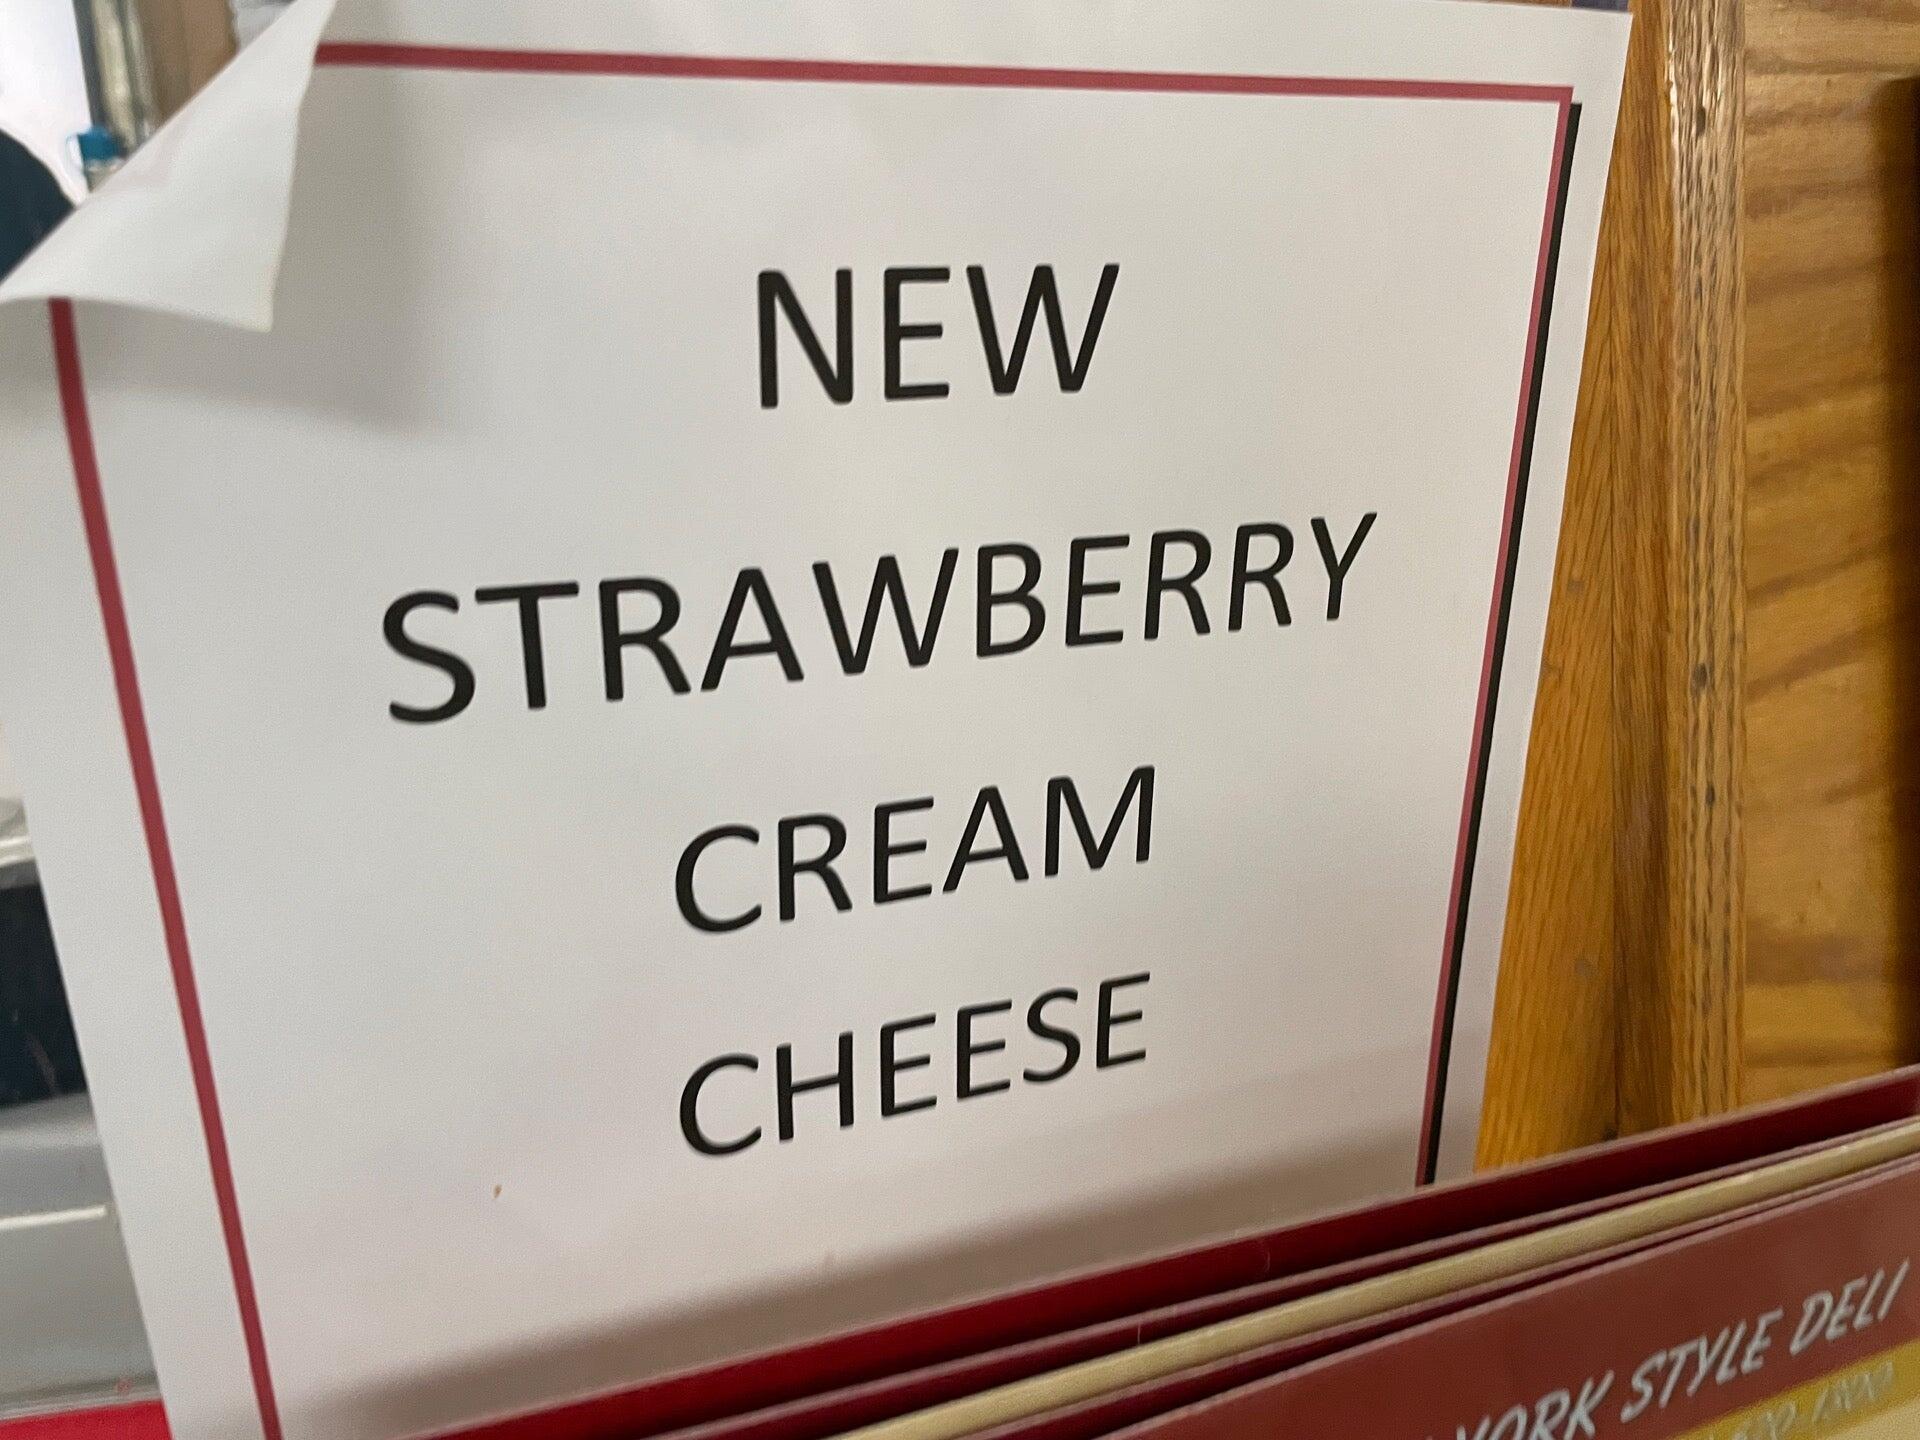 NEW
STRAWBERRY
CREAM
CHEESE
YORK STYLE DELI